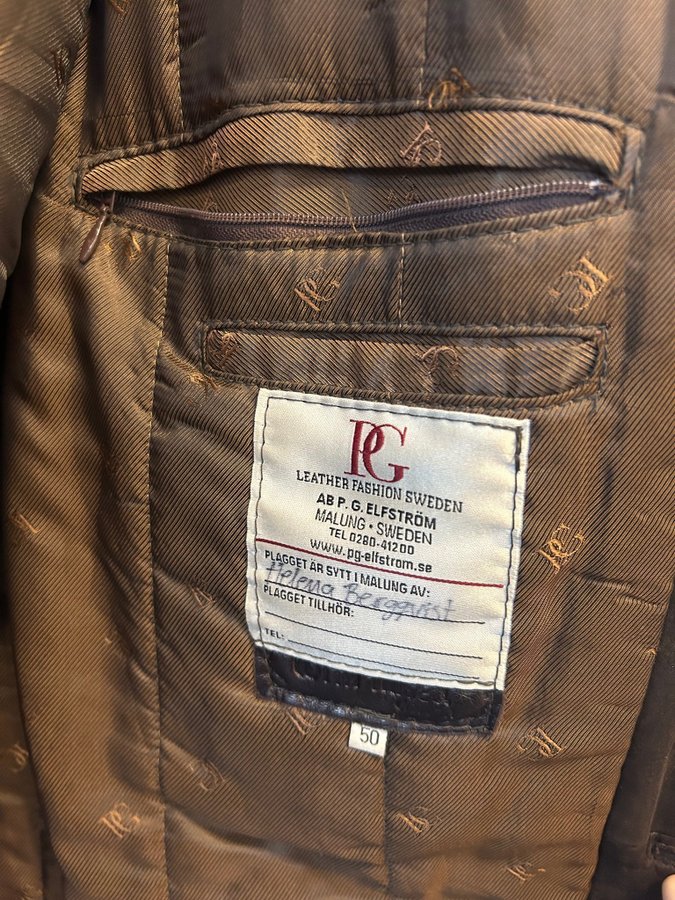 PG
LEATHER FASHION SWEDEN
AB P. G. ELFSTRÖM
MALUNG • SWEDEN
TEL 0280-41200
www.pg-elfstrom.se
PLAGGET ÄR SYTT I MALUNG AV:
Helena Bergqvist
PLAGGET TILLHÖR:
TEL:
50